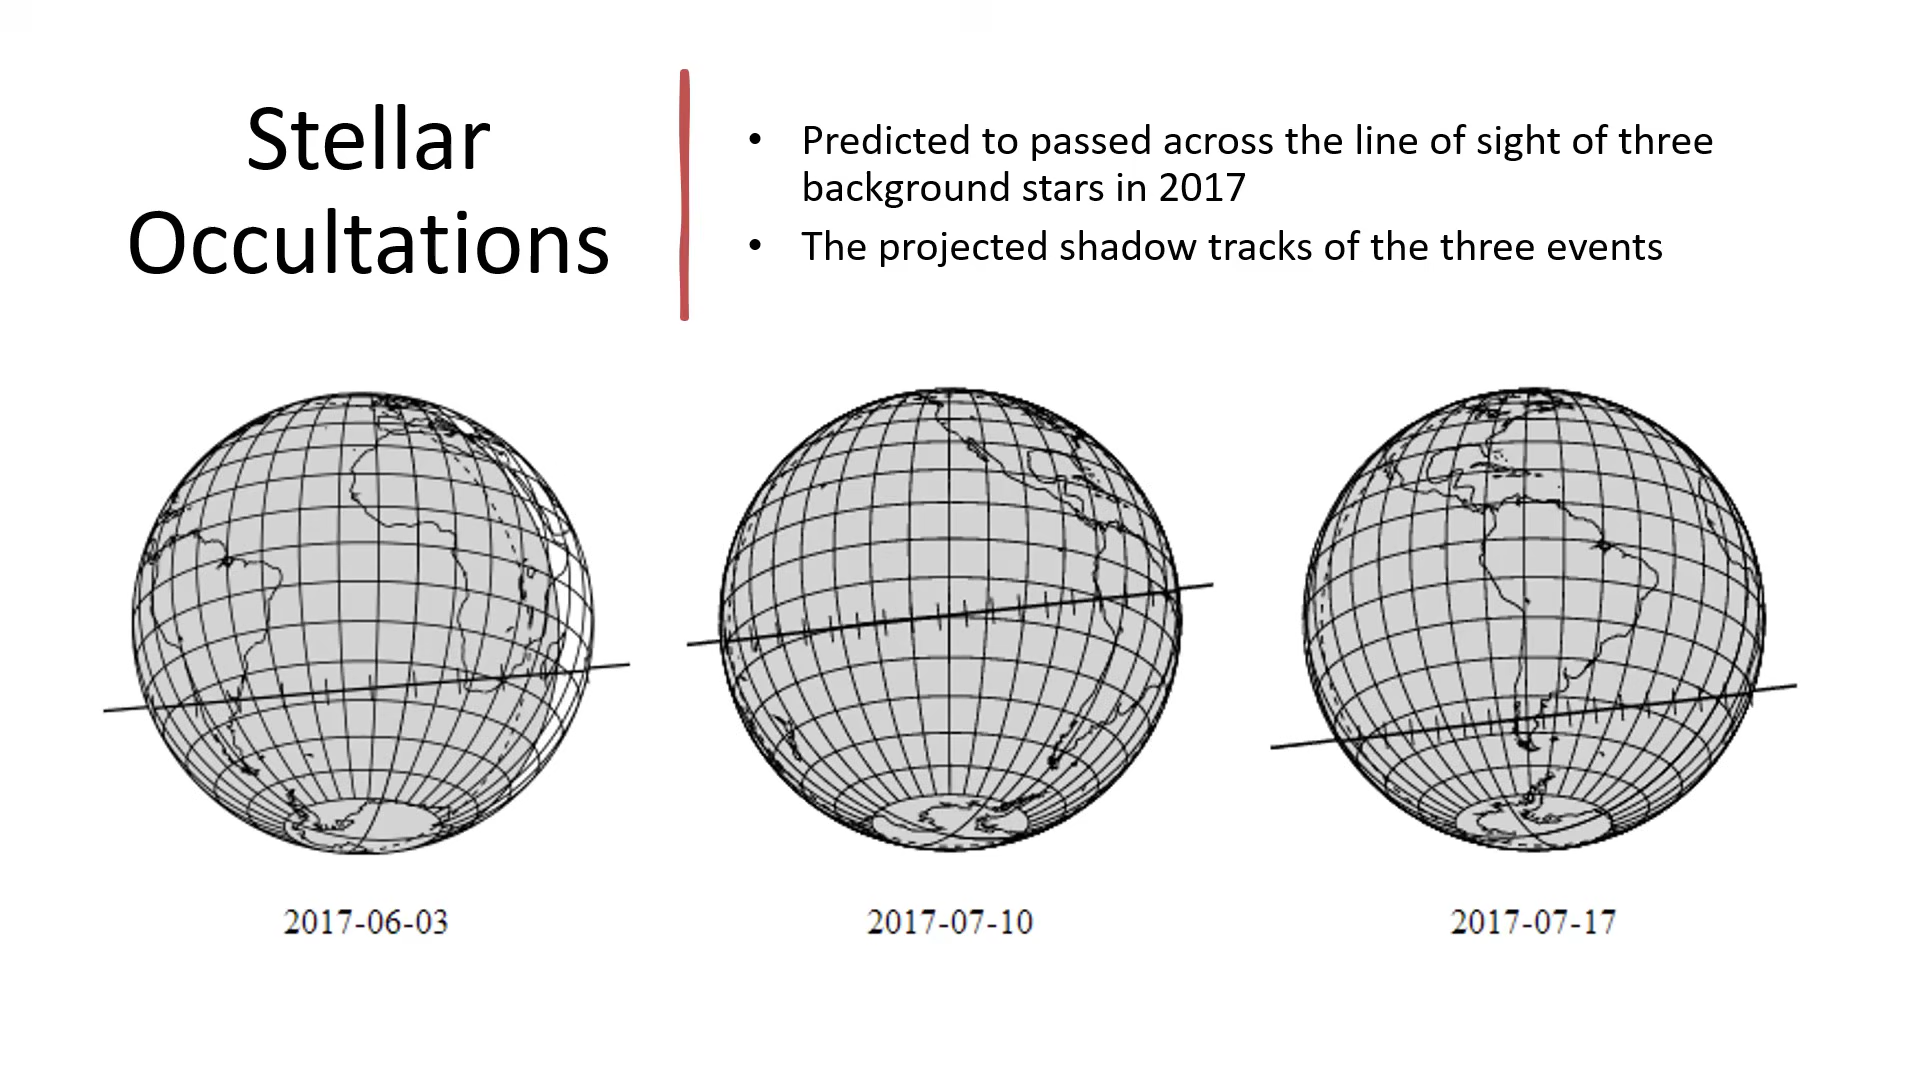 Stellar
Occultations
• Predicted to passed across the line of sight of three
background stars in 2017
• The projected shadow tracks of the three events
2017-06-03
2017-07-10
2017-07-17